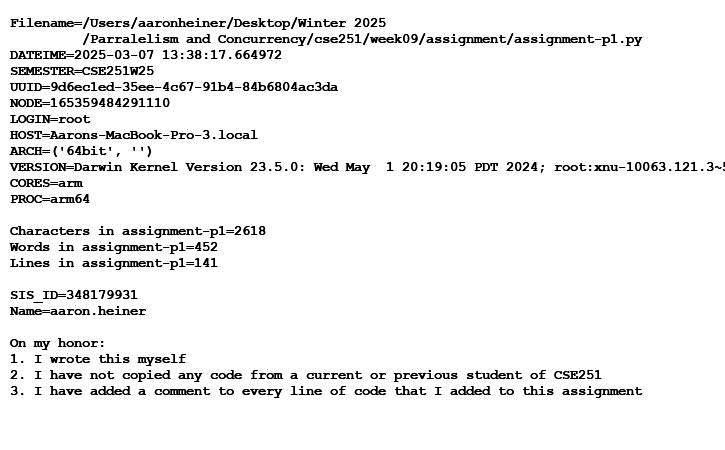 Filename=/Users/aaronheiner/Desktop/Winter 2025
/Parralelism and Concurrency/cse251/week09/assignment/assignment-p1.py
DATEIME=2025-03-07 13:38:17.664972
SEMESTER=CSE251W25
UUID=9d6ec1ed-35ee-4c67-91b4-84b6804ac3da
NODE=165359484291110
LOGIN=root
HOST=Aarons-MacBook-Pro-3.local
ARCH=('64bit', '')
VERSION=Darwin Kernel Version 23.5.0: Wed May  1 20:19:05 PDT 2024; root:xnu-10063.121.3~5
CORES=arm
PROC=arm64
Characters in assignment-p1=2618
Words in assignment-p1=452
Lines in assignment-p1=141
SIS_ID=348179931
Name=aaron.heiner
On my honor:
1. I wrote this myself
2. I have not copied any code from a current or previous student of CSE251
3. I have added a comment to every line of code that I added to this assignment